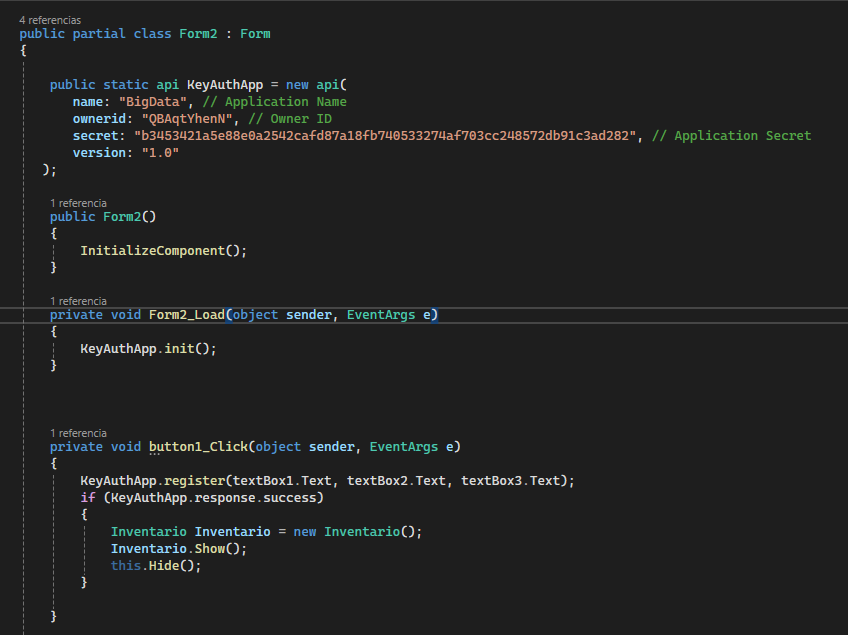 4 referencias
public partial class Form2 : Form
{
public static api KeyAuthApp = new api(
name: "BigData", // Application Name
ownerid: "QBAqtYhenN", // Owner ID
secret: "b3453421a5e88e0a2542cafd87a18fb740533274af703cc248572db91c3ad282", // Application Secret
version: "1.0"
);
1 referencia
public Form2()
{
InitializeComponent();
}
1 referencia
private void Form2_Load(object sender, EventArgs e)
{
KeyAuthApp.init();
}
1 referencia
private void button1_Click(object sender, EventArgs e)
{
KeyAuthApp.register(textBox1.Text, textBox2.Text, textBox3.Text);
if (KeyAuthApp.response.success)
{
Inventario Inventario = new Inventario();
Inventario.Show();
this.Hide();
}
}